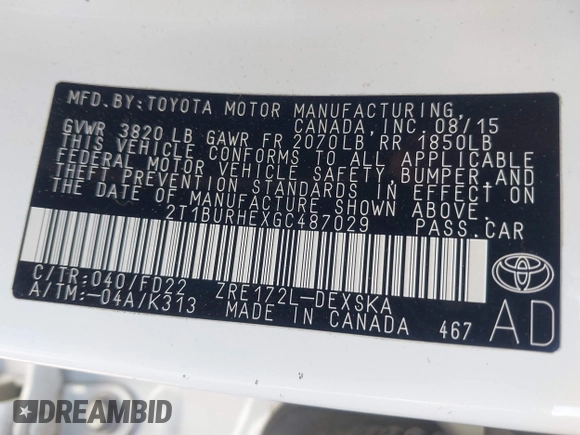 MFD. BY: TOYOTA MOTOR MANUFACTURING,
CANADA, INC. 08/15
GVWR 3820 LB GAWR FR 2070LB RR 1850LB
THIS VEHICLE CONFORMS TO ALL APPLICABLE
FEDERAL MOTOR VEHICLE SAFETY, BUMPER AND
THEFT PREVENTION STANDARDS IN EFFECT ON
THE DATE OF MANUFACTURE SHOWN ABOVE.
2T1BURHEXGC487029 PASS.CAR
C/TR:040/FD22 ZRE172L-DEXSKA
A/TM:-04A/K313 MADE IN CANADA 467 AD
DREAMBID